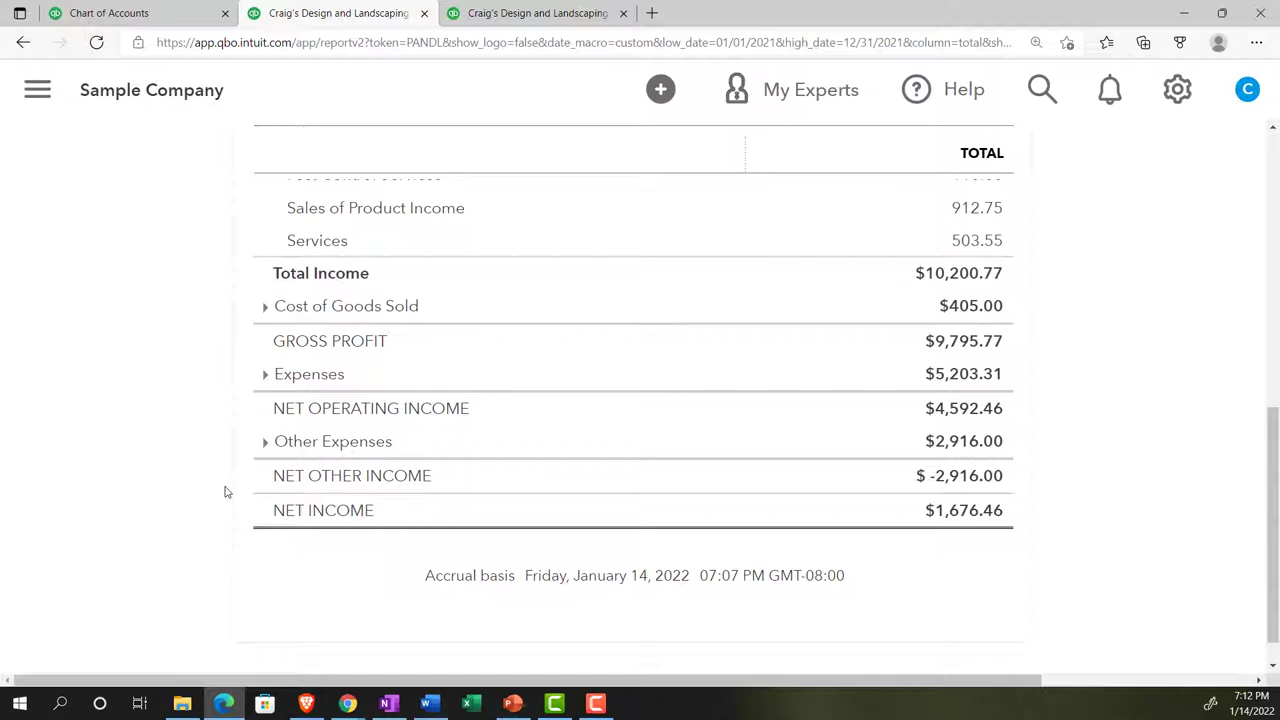 Chart of Accounts
Craig's Design and Landscaping
Craig's Design and Landscaping
https://app.qbo.intuit.com/app/reportv2?token=PANDL&show_logo=false&date_macro=custom&low_date=01/01/2021&high_date=12/31/2021&column=total&sh...
Sample Company
My Experts
Help
C
TOTAL
Sales of Product Income 912.75
Services 503.55
Total Income $10,200.77
Cost of Goods Sold $405.00
GROSS PROFIT $9,795.77
Expenses $5,203.31
NET OPERATING INCOME $4,592.46
Other Expenses $2,916.00
NET OTHER INCOME $ -2,916.00
NET INCOME $1,676.46
Accrual basis Friday, January 14, 2022 07:07 PM GMT-08:00
7:12 PM
1/14/2022